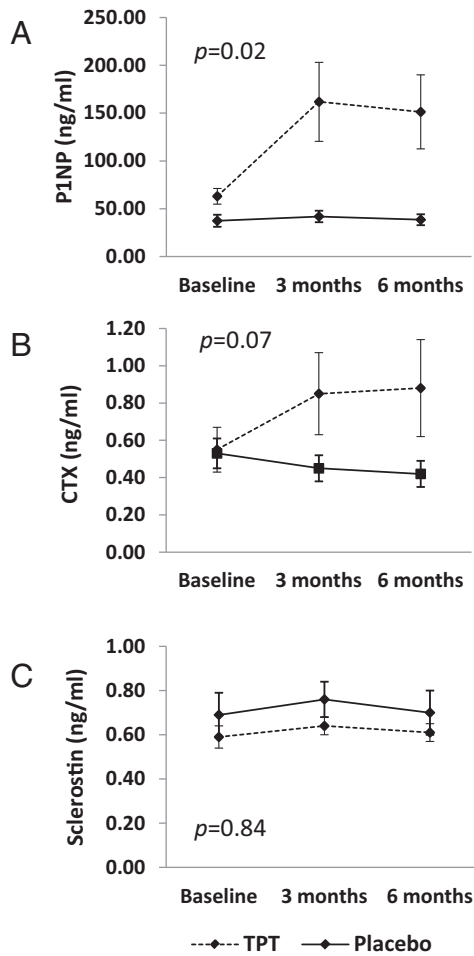 A
p=0.02
P1NP (ng/ml)
250.00
200.00
150.00
100.00
50.00
0.00
Baseline 3 months 6 months
B
p=0.07
CTX (ng/ml)
1.20
1.00
0.80
0.60
0.40
0.20
0.00
Baseline 3 months 6 months
C
Sclerostin (ng/ml)
1.00
0.80
0.60
0.40
0.20
0.00
p=0.84
Baseline 3 months 6 months
TPT Placebo